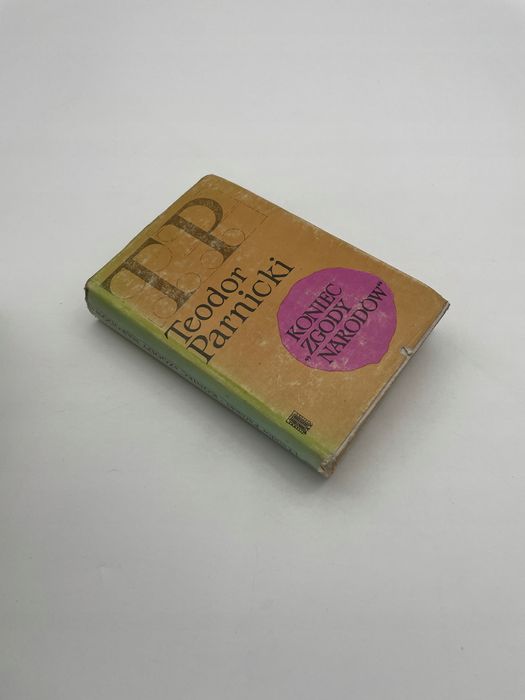 TP
Teodor
Parnicki
KONIEC
„ZGODY
NARODÓW”